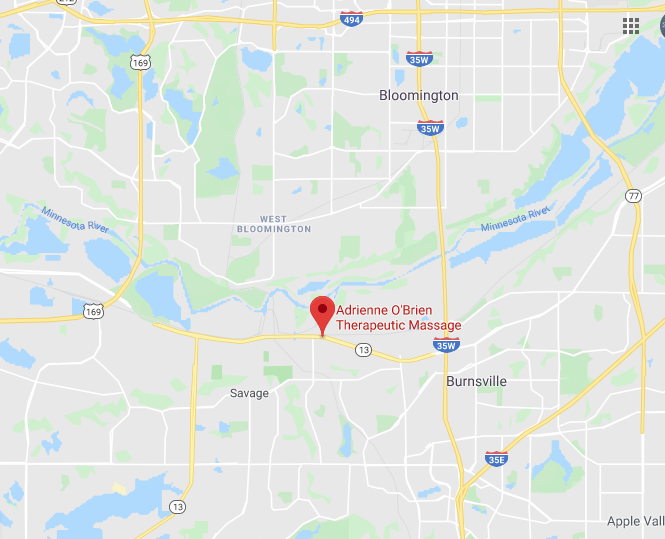 212
494
169
35W
Bloomington
35W
77
WEST
BLOOMINGTON
Minnesota River
Minnesota River
169
Adrienne O'Brien
Therapeutic Massage
35W
13
Burnsville
Savage
35E
13
Apple Vall